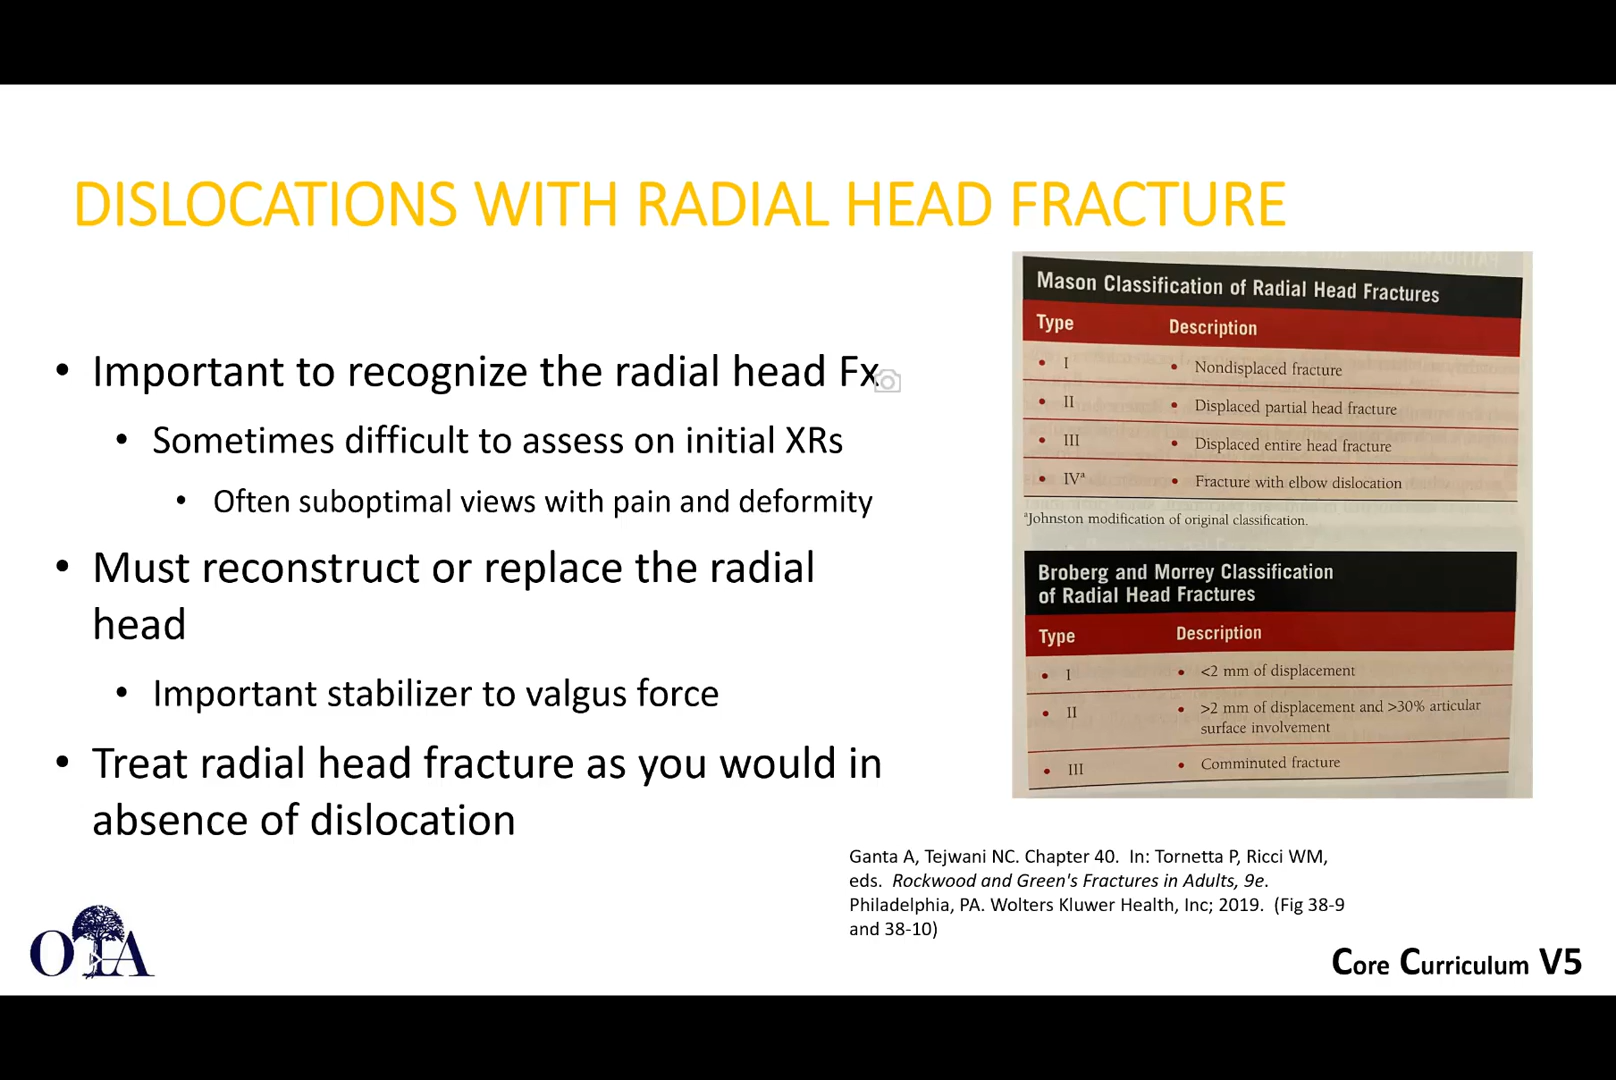 DISLOCATIONS WITH RADIAL HEAD FRACTURE
• Important to recognize the radial head Fx
• Sometimes difficult to assess on initial XRs
• Often suboptimal views with pain and deformity
• Must reconstruct or replace the radial
head
• Important stabilizer to valgus force
• Treat radial head fracture as you would in
absence of dislocation
Mason Classification of Radial Head Fractures
Type Description
• I • Nondisplaced fracture
• II • Displaced partial head fracture
• III • Displaced entire head fracture
• IVª • Fracture with elbow dislocation
ªJohnston modification of original classification.
Broberg and Morrey Classification
of Radial Head Fractures
Type Description
• I • <2 mm of displacement
• II • >2 mm of displacement and >30% articular
surface involvement
• III • Comminuted fracture
Ganta A, Tejwani NC. Chapter 40. In: Tornetta P, Ricci WM,
eds. Rockwood and Green's Fractures in Adults, 9e.
Philadelphia, PA. Wolters Kluwer Health, Inc; 2019. (Fig 38-9
and 38-10)
OTA
Core Curriculum V5